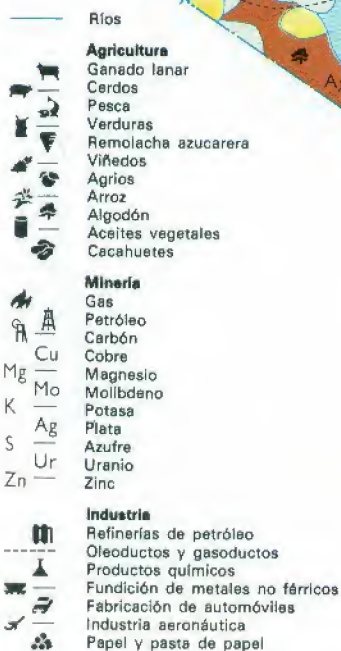 Ríos
Agricultura
Ganado lanar
Cerdos
Pesca
Verduras
Remolacha azucarera
Viñedos
Agrios
Arroz
Algodón
Aceites vegetales
Cacahuetes
Minería
Gas
Petróleo
Carbón
Cu Cobre
Mg Magnesio
Mo Molibdeno
K Potasa
Ag Plata
S Azufre
Ur Uranio
Zn Zinc
Industria
Refinerías de petróleo
Oleoductos y gasoductos
Productos químicos
Fundición de metales no férricos
Fabricación de automóviles
Industria aeronáutica
Papel y pasta de papel